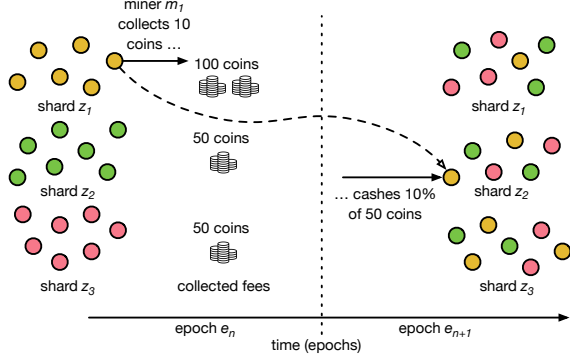 miner m1
collects 10
coins ...
100 coins
shard z1
shard z1
50 coins
shard z2
... cashes 10%
of 50 coins
shard z2
50 coins
shard z3
collected fees
shard z3
epoch en
epoch en+1
time (epochs)